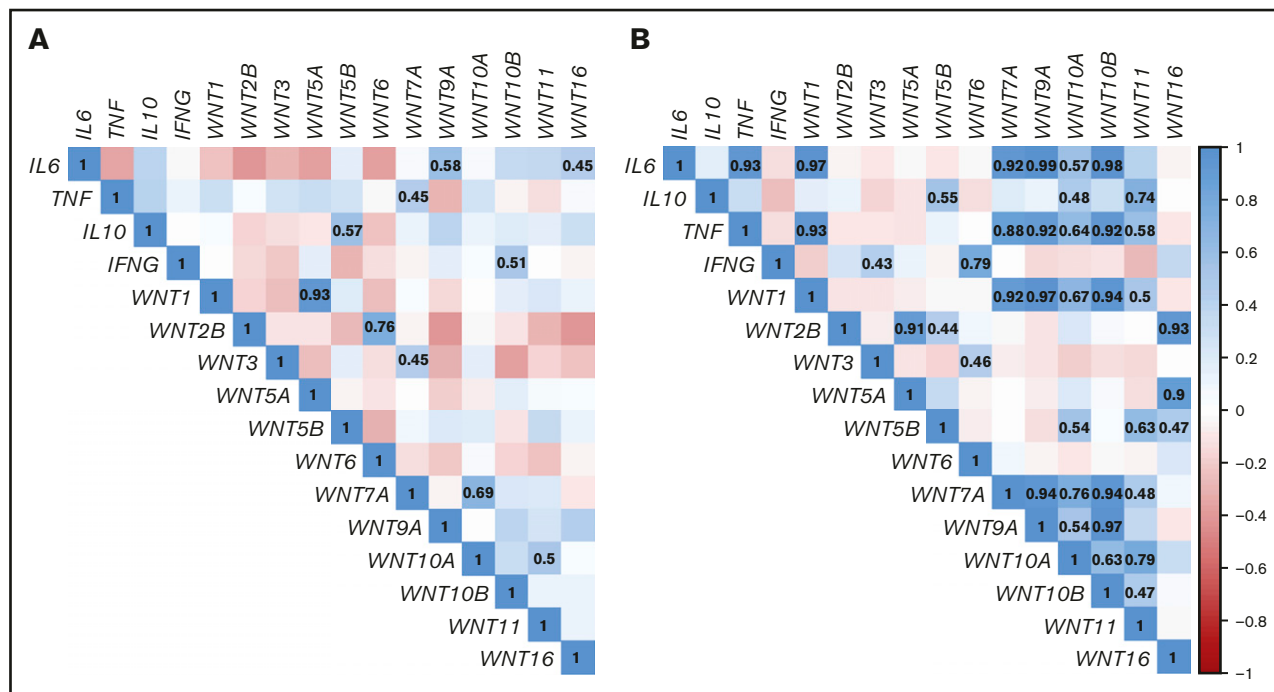 A
IL6 TNF IL10 IFNG WNT1 WNT2B WNT3 WNT5A WNT5B WNT6 WNT7A WNT9A WNT10A WNT10B WNT11 WNT16
IL6 1 0.58 0.45
TNF 1 0.45
IL10 1 0.57
IFNG 1 0.51
WNT1 1 0.93
WNT2B 1 0.76
WNT3 1 0.45
WNT5A 1
WNT5B 1
WNT6 1
WNT7A 1 0.69
WNT9A 1
WNT10A 1 0.5
WNT10B 1
WNT11 1
WNT16 1
B
IL6 IL10 TNF IFNG WNT1 WNT2B WNT3 WNT5A WNT5B WNT6 WNT7A WNT9A WNT10A WNT10B WNT11 WNT16
IL6 1 0.93 0.97 0.92 0.99 0.57 0.98
IL10 1 0.55 0.48 0.74
TNF 1 0.93 0.88 0.92 0.64 0.92 0.58
IFNG 1 0.43 0.79
WNT1 1 0.92 0.97 0.67 0.94 0.5
WNT2B 1 0.91 0.44 0.93
WNT3 1 0.46
WNT5A 1 0.9
WNT5B 1 0.54 0.63 0.47
WNT6 1
WNT7A 1 0.94 0.76 0.94 0.48
WNT9A 1 0.54 0.97
WNT10A 1 0.63 0.79
WNT10B 1 0.47
WNT11 1
WNT16 1
1
0.8
0.6
0.4
0.2
0
−0.2
−0.4
−0.6
−0.8
−1